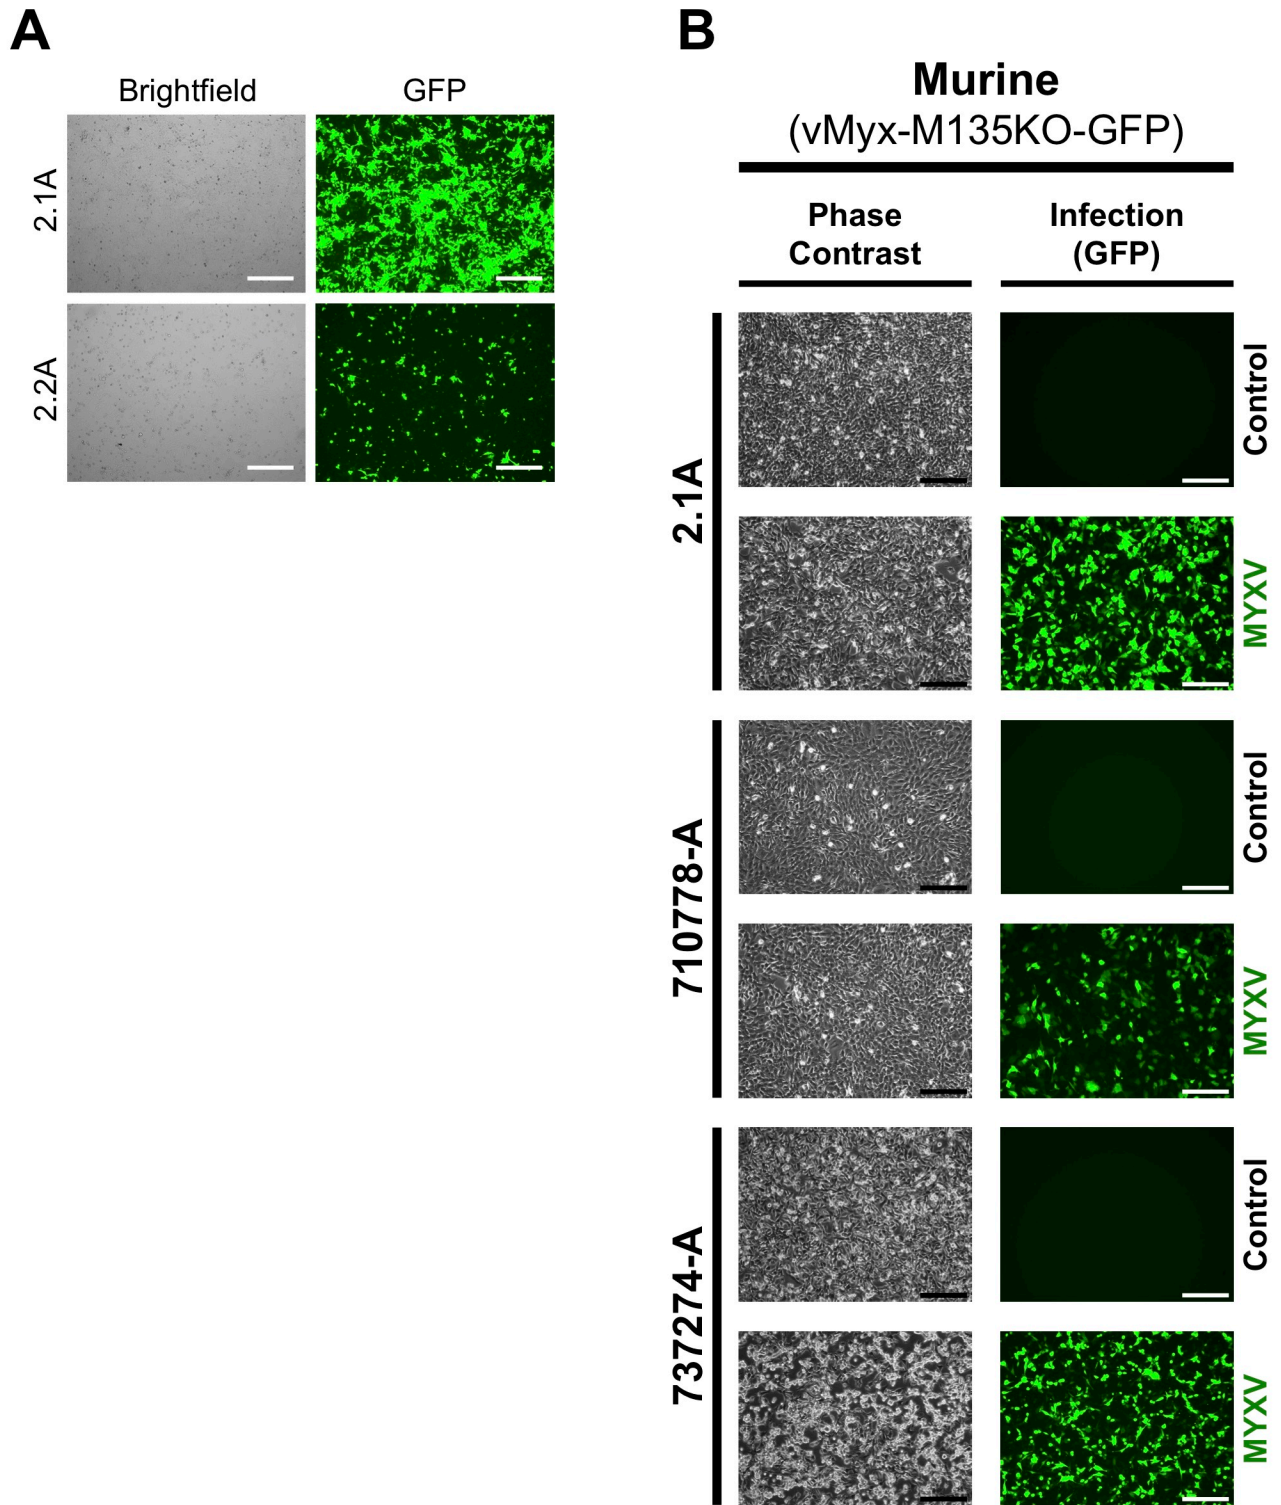 A
Brightfield
GFP
2.1A
2.2A
B
Murine
(vMyx-M135KO-GFP)
Phase
Contrast
Infection
(GFP)
2.1A
Control
MYXV
710778-A
Control
MYXV
737274-A
Control
MYXV